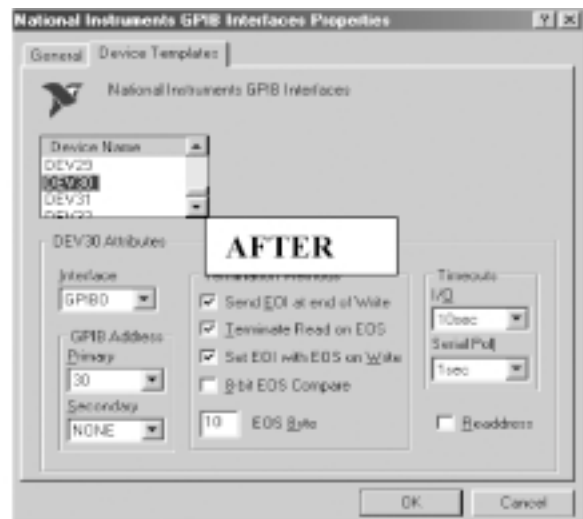 National Instruments GPIB Interfaces Properties
General
Device Templates
National Instruments GPIB Interfaces
Device Name
DEV29
DEV30
DEV31
AFTER
DEV30 Attributes
Interface
GPIB0
GPIB Address
Primary
30
Secondary
NONE
Termination Methods
Send EOI at end of Write
Terminate Read on EOS
Set EOI with EOS on Write
8-bit EOS Compare
10 EOS Byte
Timeouts
I/O
10sec
Serial Poll
1sec
Readdress
OK
Cancel